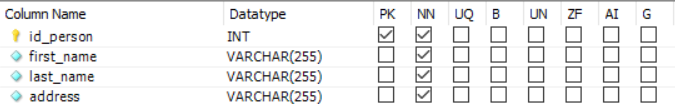 Column Name Datatype PK NN UQ B UN ZF AI G
id_person INT
first_name VARCHAR(255)
last_name VARCHAR(255)
address VARCHAR(255)